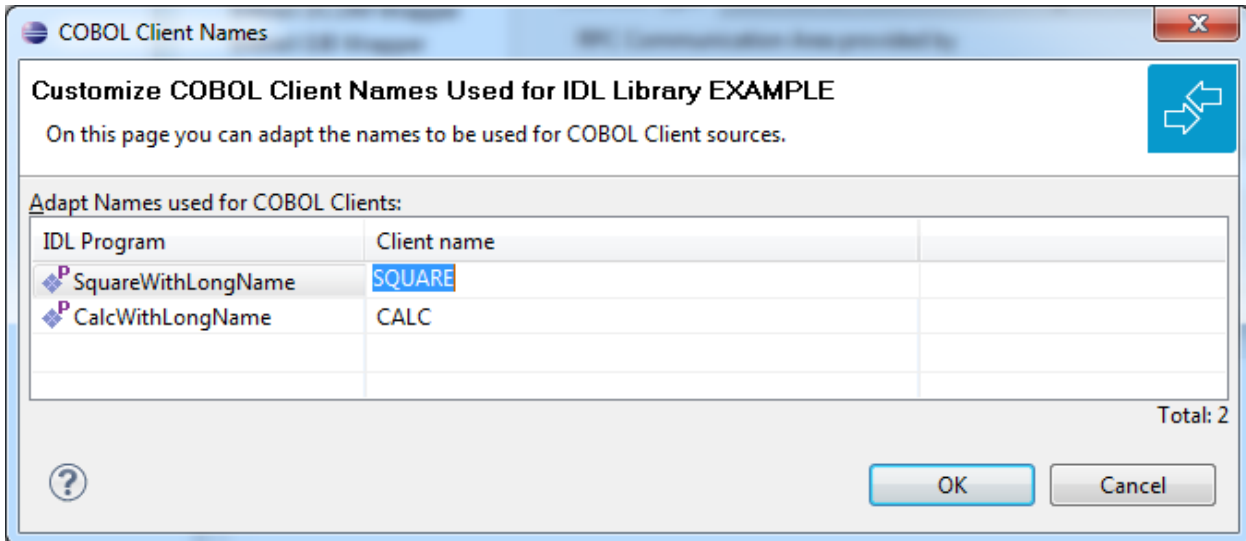 COBOL Client Names
Customize COBOL Client Names Used for IDL Library EXAMPLE
On this page you can adapt the names to be used for COBOL Client sources.
Adapt Names used for COBOL Clients:
IDL Program Client name
P SquareWithLongName SQUARE
P CalcWithLongName CALC
Total: 2
? OK Cancel